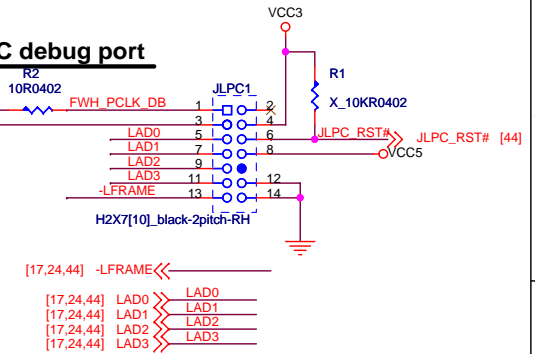 VCC3
C debug port
R2
10R0402
JLPC1
R1
X_10KR0402
FWH_PCLK_DB
1
2
3
4
LAD0
5
6
JLPC_RST#
JLPC_RST# [44]
LAD1
7
8
VCC5
LAD2
9
LAD3
11
12
-LFRAME
13
14
H2X7[10]_black-2pitch-RH
[17,24,44] -LFRAME
[17,24,44] LAD0 LAD0
[17,24,44] LAD1 LAD1
[17,24,44] LAD2 LAD2
[17,24,44] LAD3 LAD3